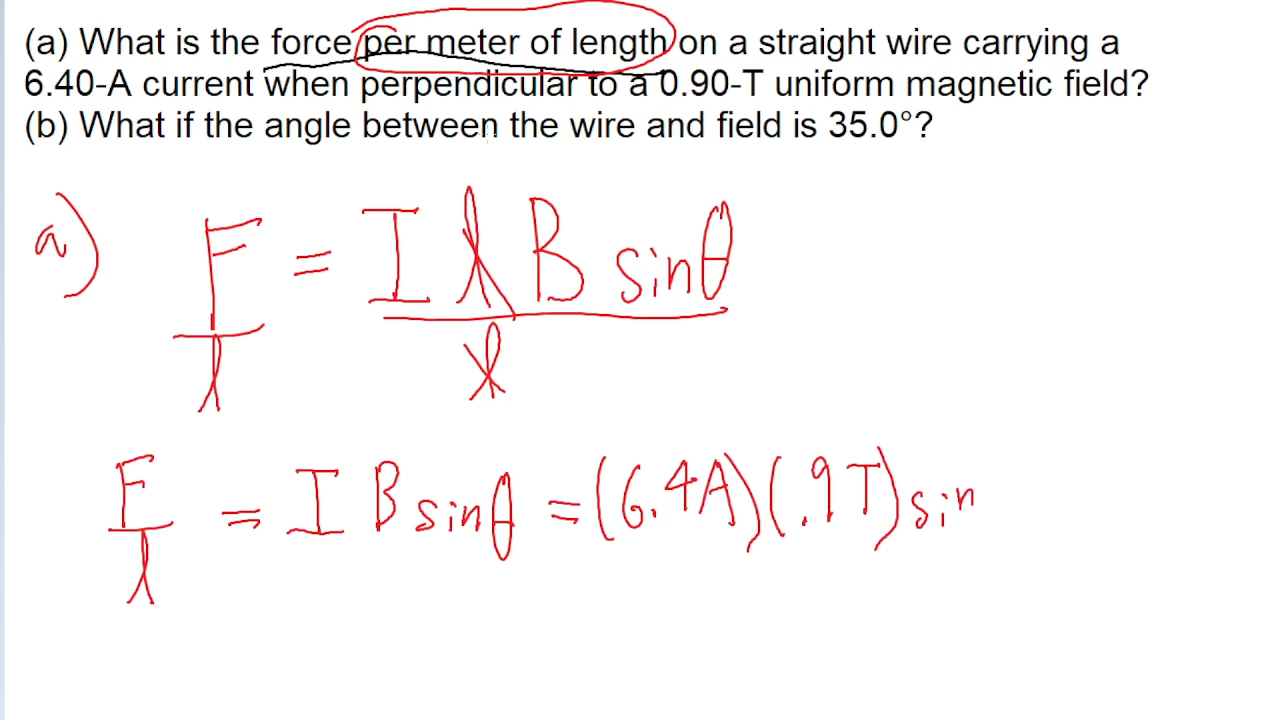 (a) What is the force per meter of length on a straight wire carrying a
6.40-A current when perpendicular to a 0.90-T uniform magnetic field?
(b) What if the angle between the wire and field is 35.0°?
a)
F/l = I l B sinθ / l
F/l = I B sinθ = (6.4A)(.9T) sin